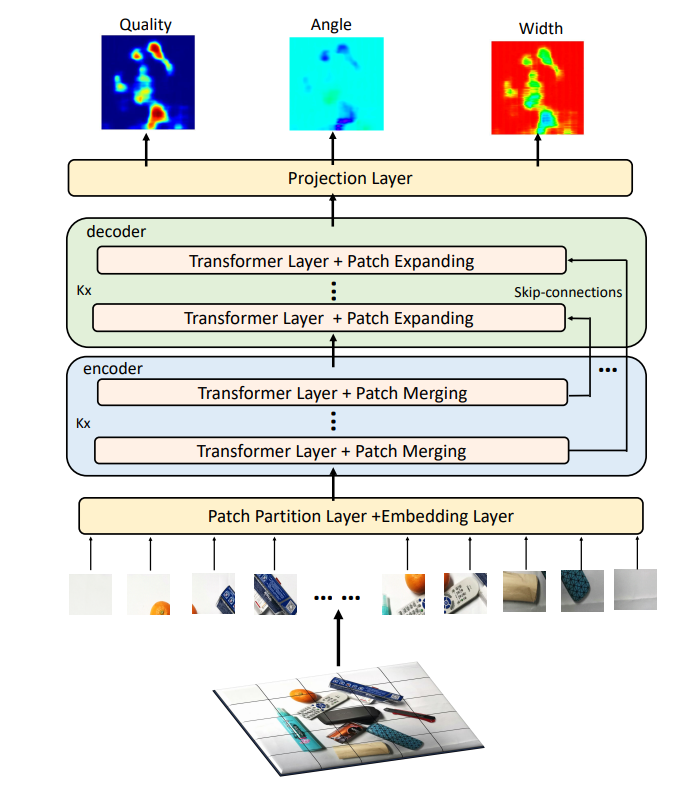 Quality
Angle
Width
Projection Layer
decoder
Transformer Layer + Patch Expanding
Kx
Skip-connections
Transformer Layer + Patch Expanding
encoder
Transformer Layer + Patch Merging
Kx
Transformer Layer + Patch Merging
Patch Partition Layer +Embedding Layer